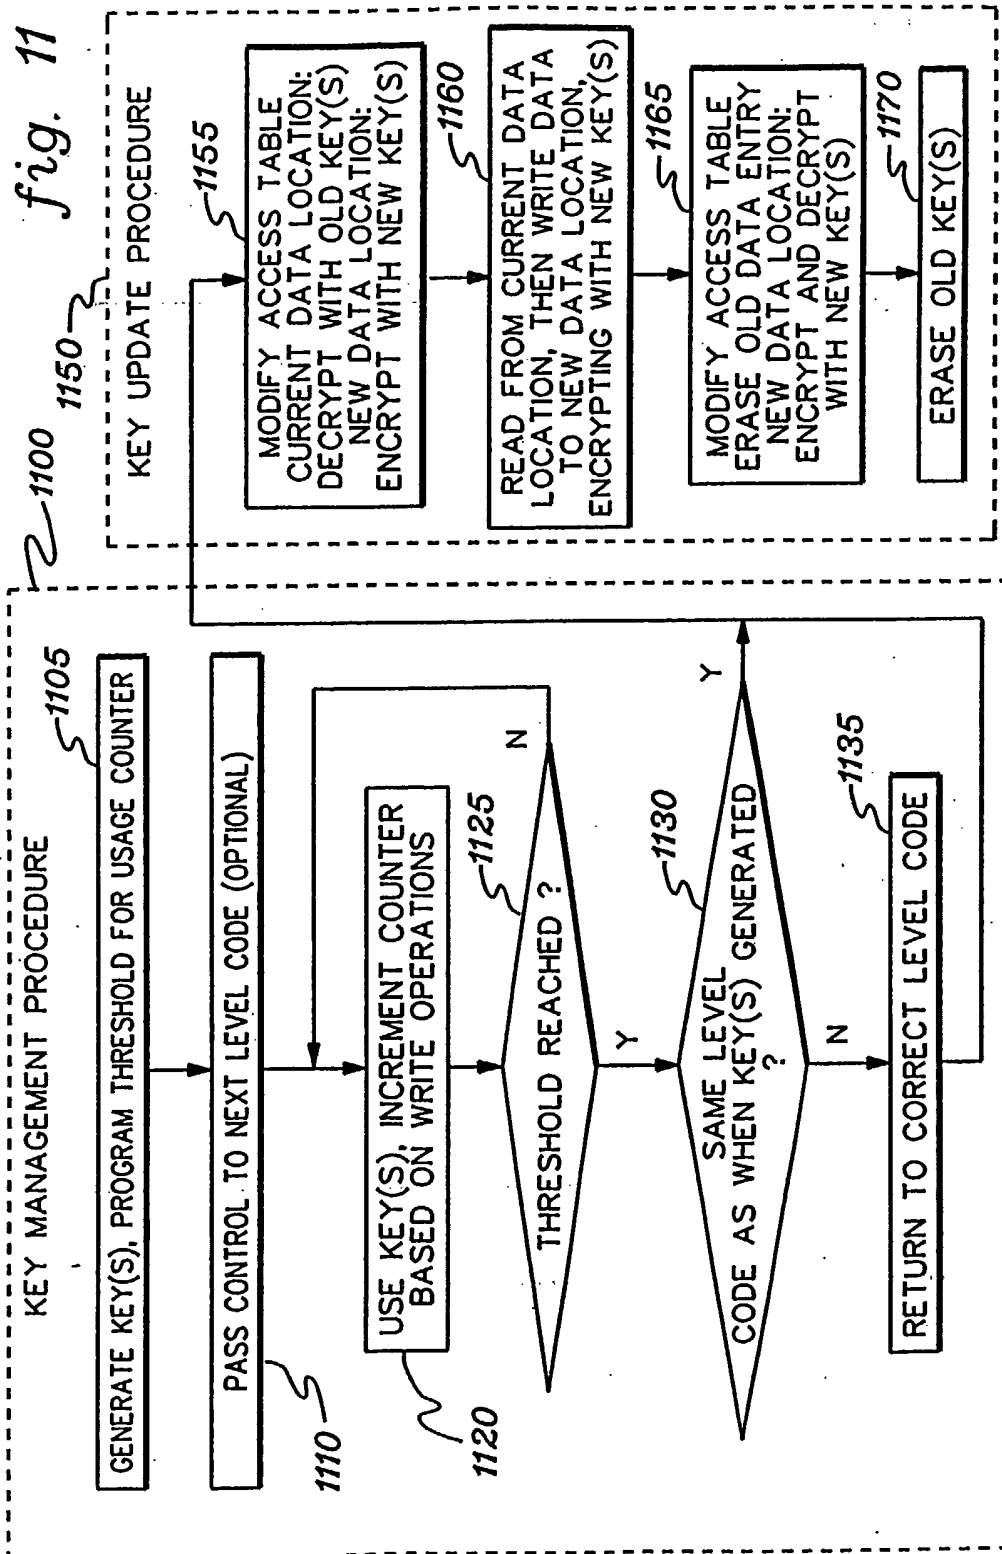 fig. 11
1100
KEY MANAGEMENT PROCEDURE
1105
GENERATE KEY(S), PROGRAM THRESHOLD FOR USAGE COUNTER
PASS CONTROL TO NEXT LEVEL CODE (OPTIONAL)
1110
USE KEY(S), INCREMENT COUNTER
BASED ON WRITE OPERATIONS
1120
1125
THRESHOLD REACHED ?
N
Y
1130
SAME LEVEL
CODE AS WHEN KEY(S) GENERATED
?
Y
N
1135
RETURN TO CORRECT LEVEL CODE
1150
KEY UPDATE PROCEDURE
1155
MODIFY ACCESS TABLE
CURRENT DATA LOCATION:
DECRYPT WITH OLD KEY(S)
NEW DATA LOCATION:
ENCRYPT WITH NEW KEY(S)
1160
READ FROM CURRENT DATA
LOCATION, THEN WRITE DATA
TO NEW DATA LOCATION,
ENCRYPTING WITH NEW KEY(S)
1165
MODIFY ACCESS TABLE
ERASE OLD DATA ENTRY
NEW DATA LOCATION:
ENCRYPT AND DECRYPT
WITH NEW KEY(S)
1170
ERASE OLD KEY(S)